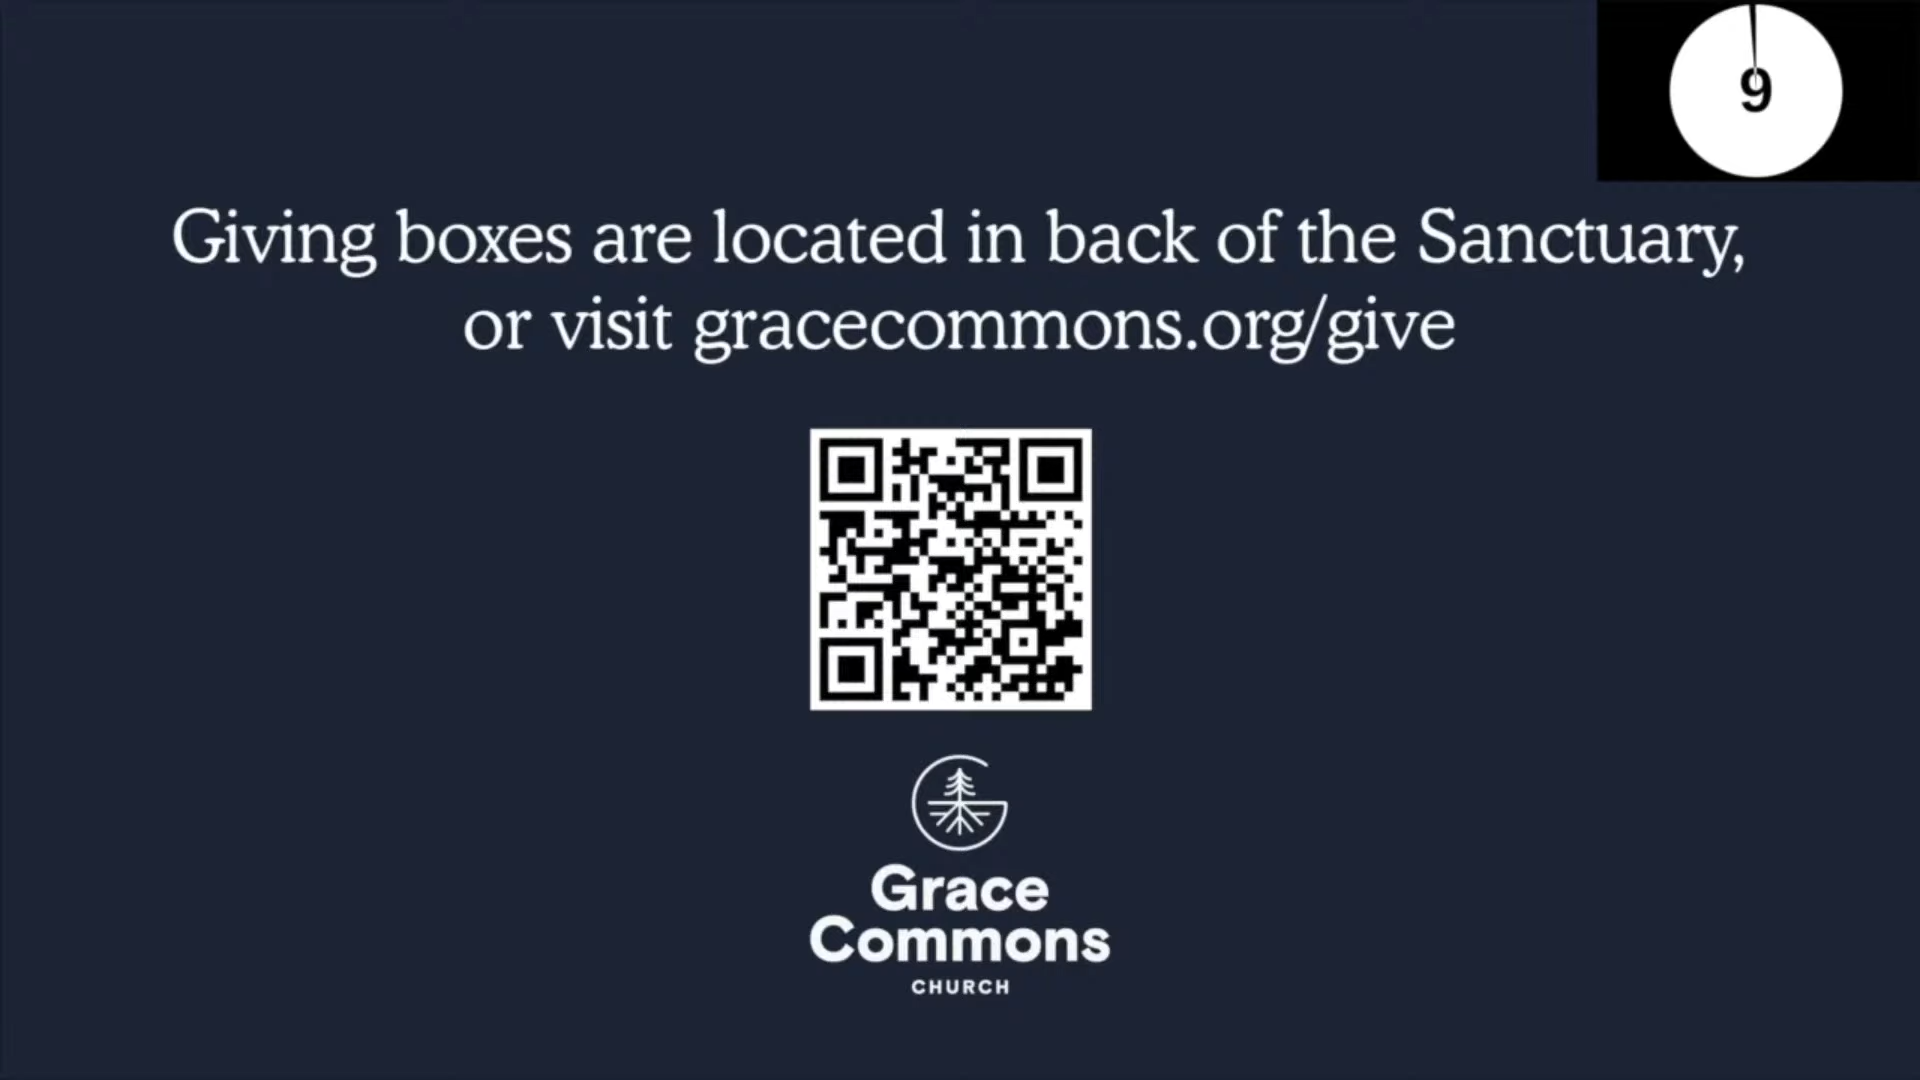 9
Giving boxes are located in back of the Sanctuary,
or visit gracecommons.org/give
Grace
Commons
CHURCH